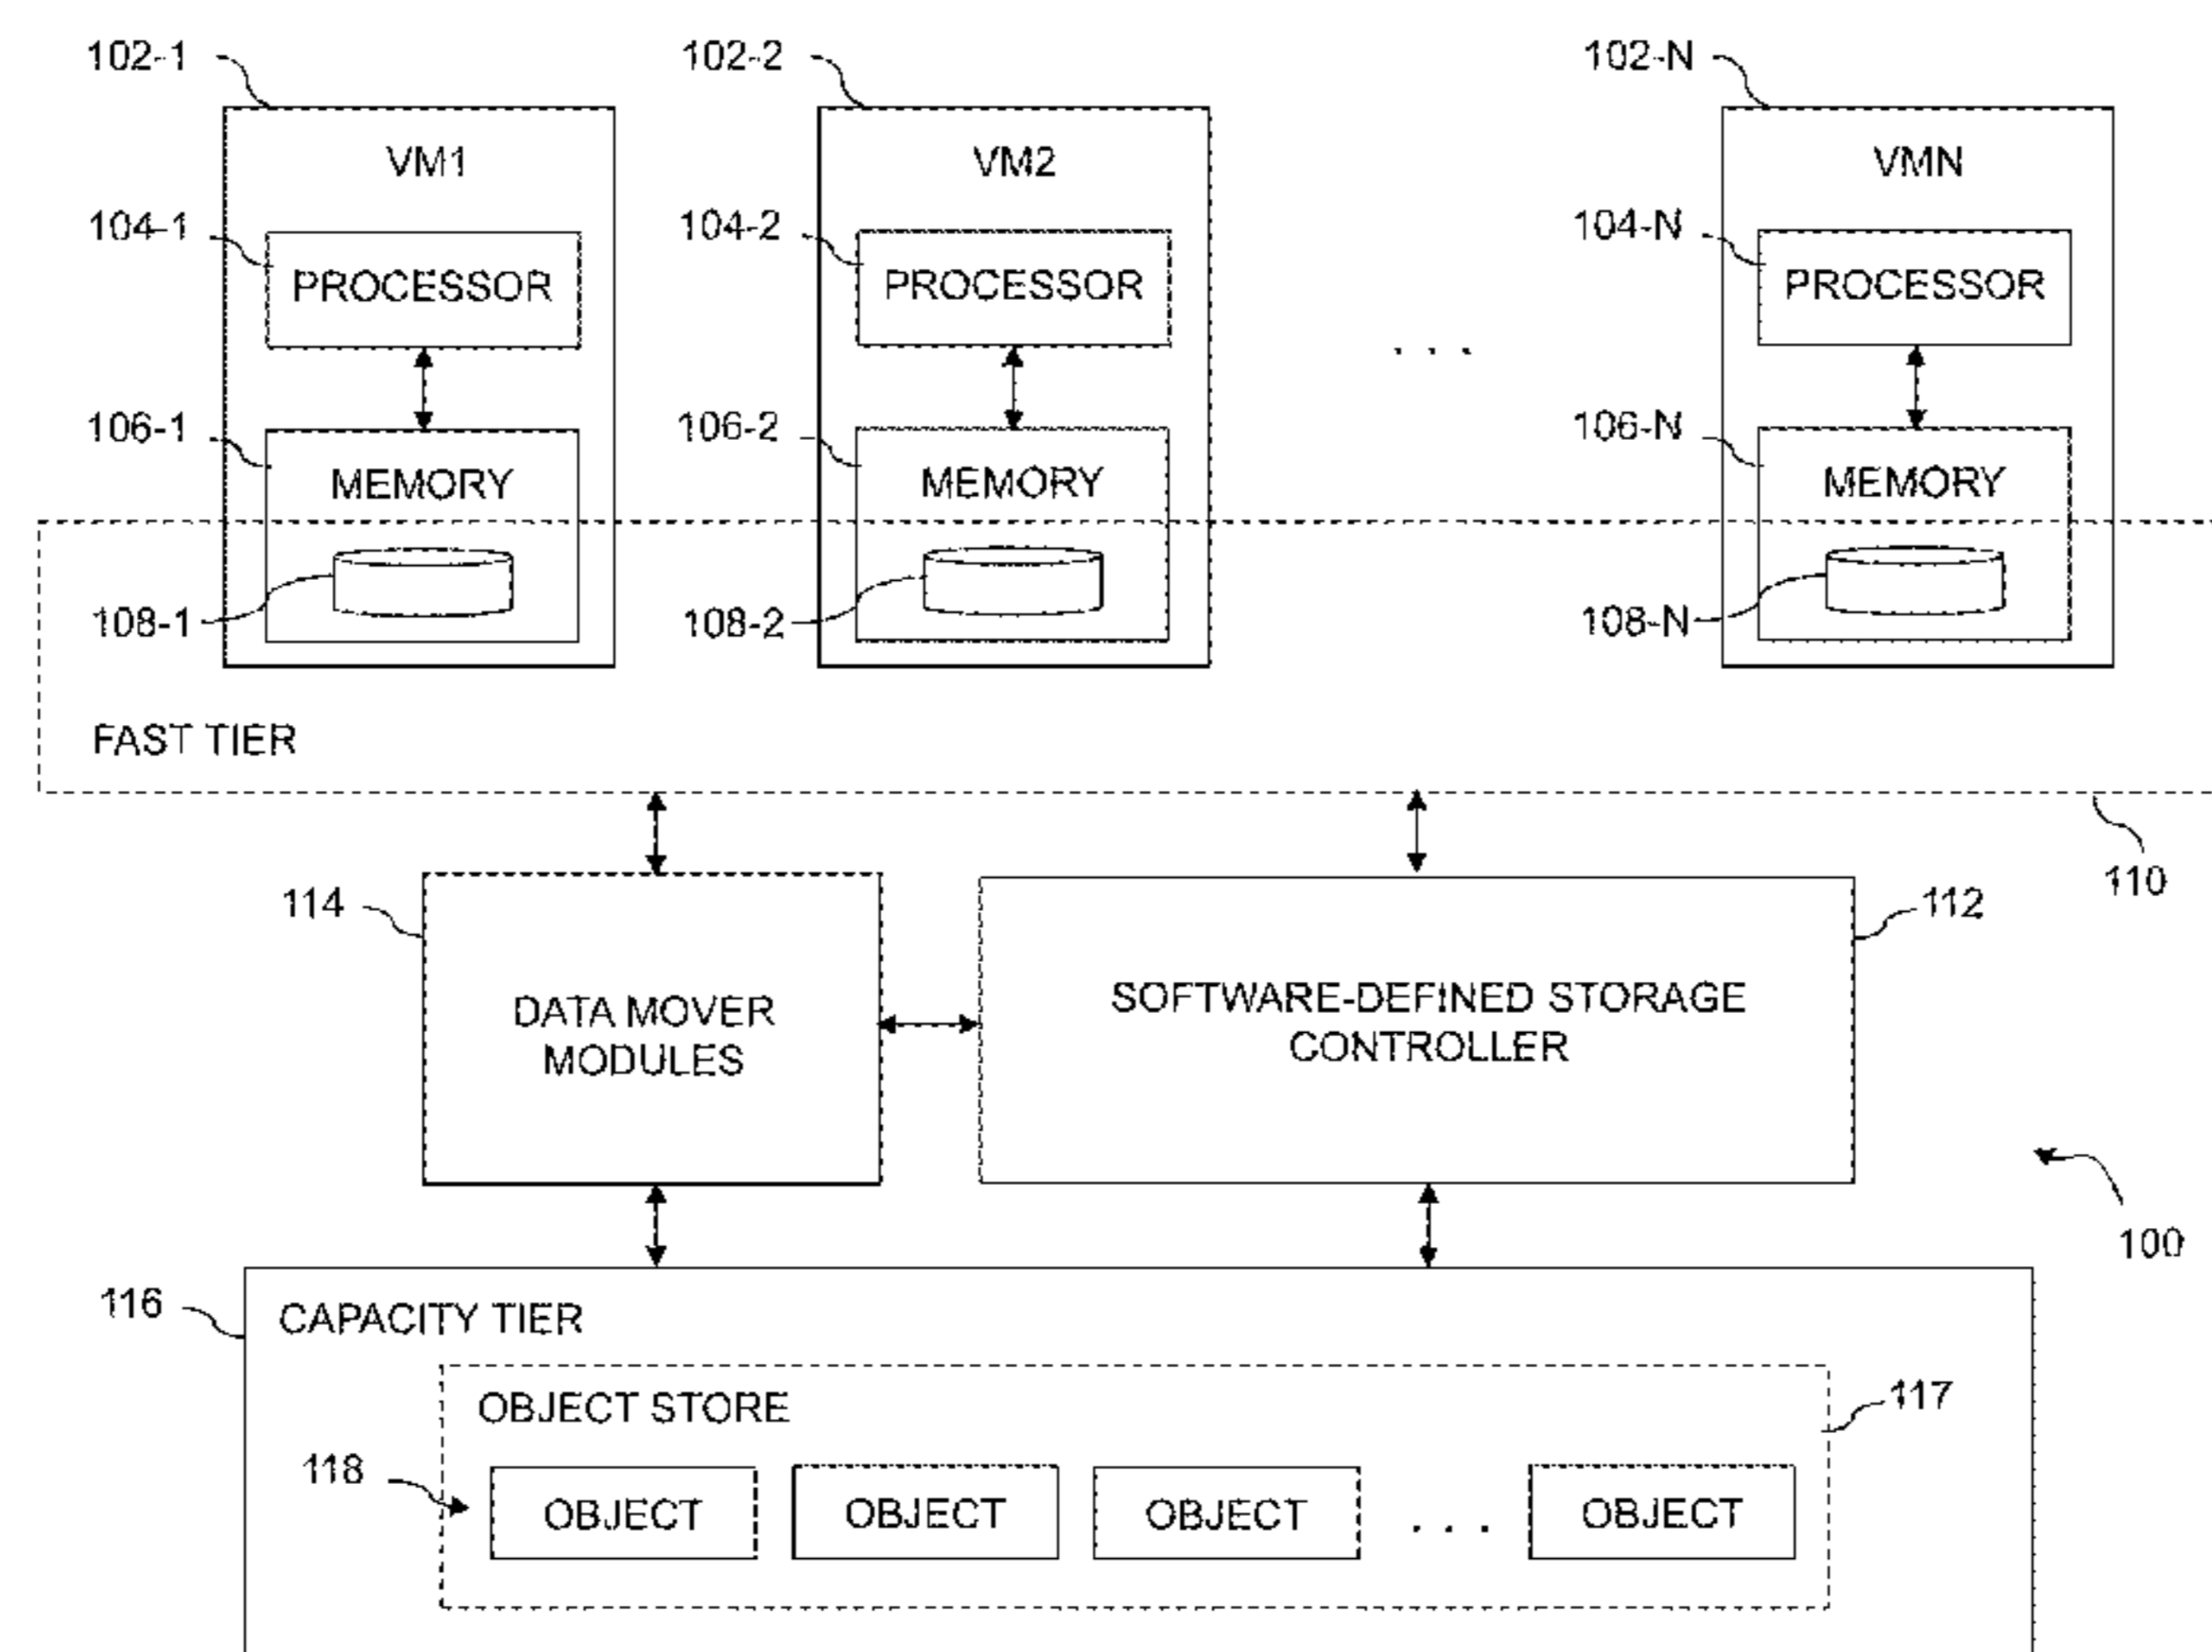 102-1
102-2
102-N
VM1
VM2
VMN
104-1
104-2
104-N
PROCESSOR
PROCESSOR
PROCESSOR
. . .
106-1
106-2
106-N
MEMORY
MEMORY
MEMORY
108-1
108-2
108-N
FAST TIER
110
114
112
DATA MOVER
MODULES
SOFTWARE-DEFINED STORAGE
CONTROLLER
100
116
CAPACITY TIER
OBJECT STORE
117
118
OBJECT
OBJECT
OBJECT
. . .
OBJECT